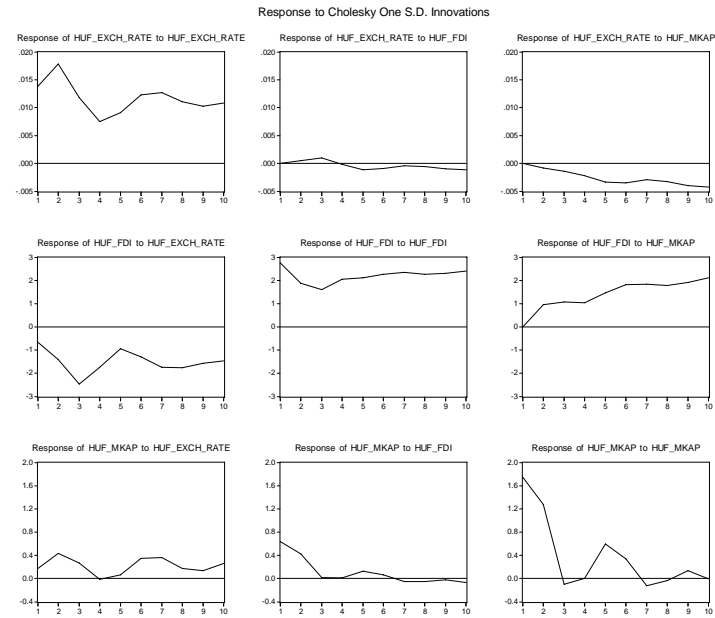 Response to Cholesky One S.D. Innovations
Response of HUF_EXCH_RATE to HUF_EXCH_RATE
Response of HUF_EXCH_RATE to HUF_FDI
Response of HUF_EXCH_RATE to HUF_MKAP
.020 .020 .020
.015 .015 .015
.010 .010 .010
.005 .005 .005
.000 .000 .000
-.005 -.005 -.005
1 2 3 4 5 6 7 8 9 10 1 2 3 4 5 6 7 8 9 10 1 2 3 4 5 6 7 8 9 10
Response of HUF_FDI to HUF_EXCH_RATE
Response of HUF_FDI to HUF_FDI
Response of HUF_FDI to HUF_MKAP
3 3 3
2 2 2
1 1 1
0 0 0
-1 -1 -1
-2 -2 -2
-3 -3 -3
1 2 3 4 5 6 7 8 9 10 1 2 3 4 5 6 7 8 9 10 1 2 3 4 5 6 7 8 9 10
Response of HUF_MKAP to HUF_EXCH_RATE
Response of HUF_MKAP to HUF_FDI
Response of HUF_MKAP to HUF_MKAP
2.0 2.0 2.0
1.6 1.6 1.6
1.2 1.2 1.2
0.8 0.8 0.8
0.4 0.4 0.4
0.0 0.0 0.0
-0.4 -0.4 -0.4
1 2 3 4 5 6 7 8 9 10 1 2 3 4 5 6 7 8 9 10 1 2 3 4 5 6 7 8 9 10